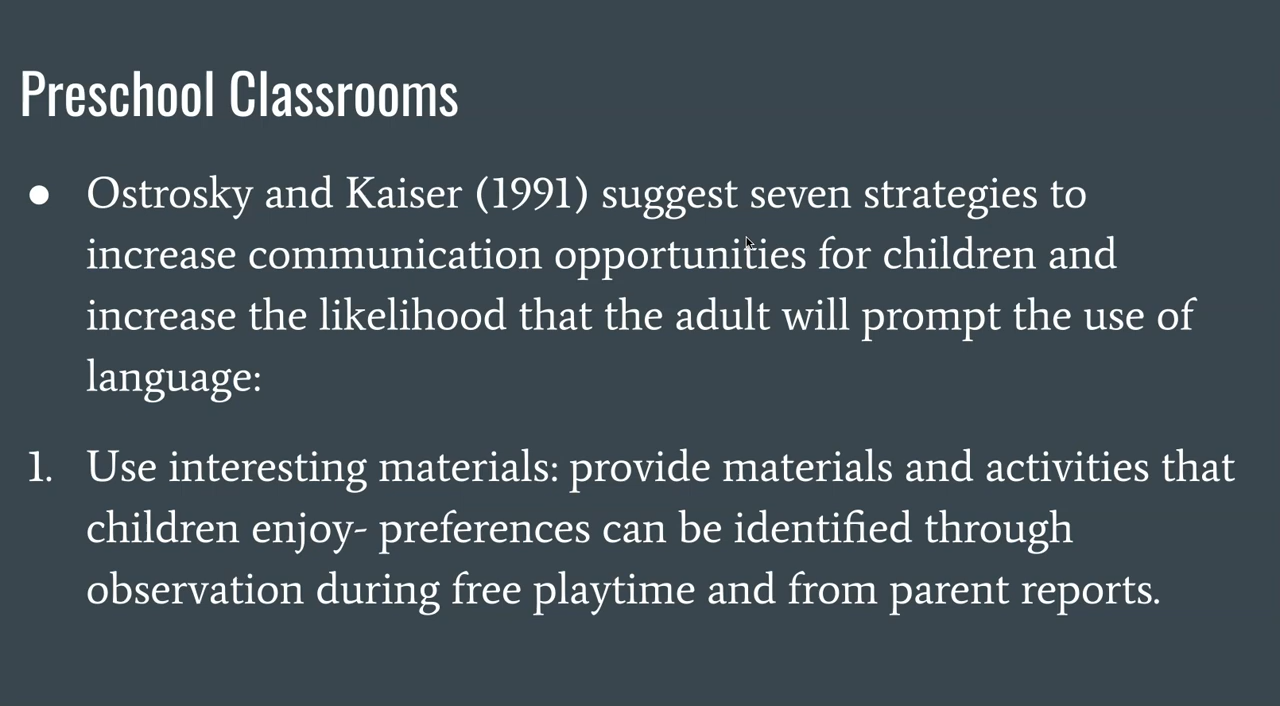 Preschool Classrooms
● Ostrosky and Kaiser (1991) suggest seven strategies to
increase communication opportunities for children and
increase the likelihood that the adult will prompt the use of
language:
1. Use interesting materials: provide materials and activities that
children enjoy- preferences can be identified through
observation during free playtime and from parent reports.